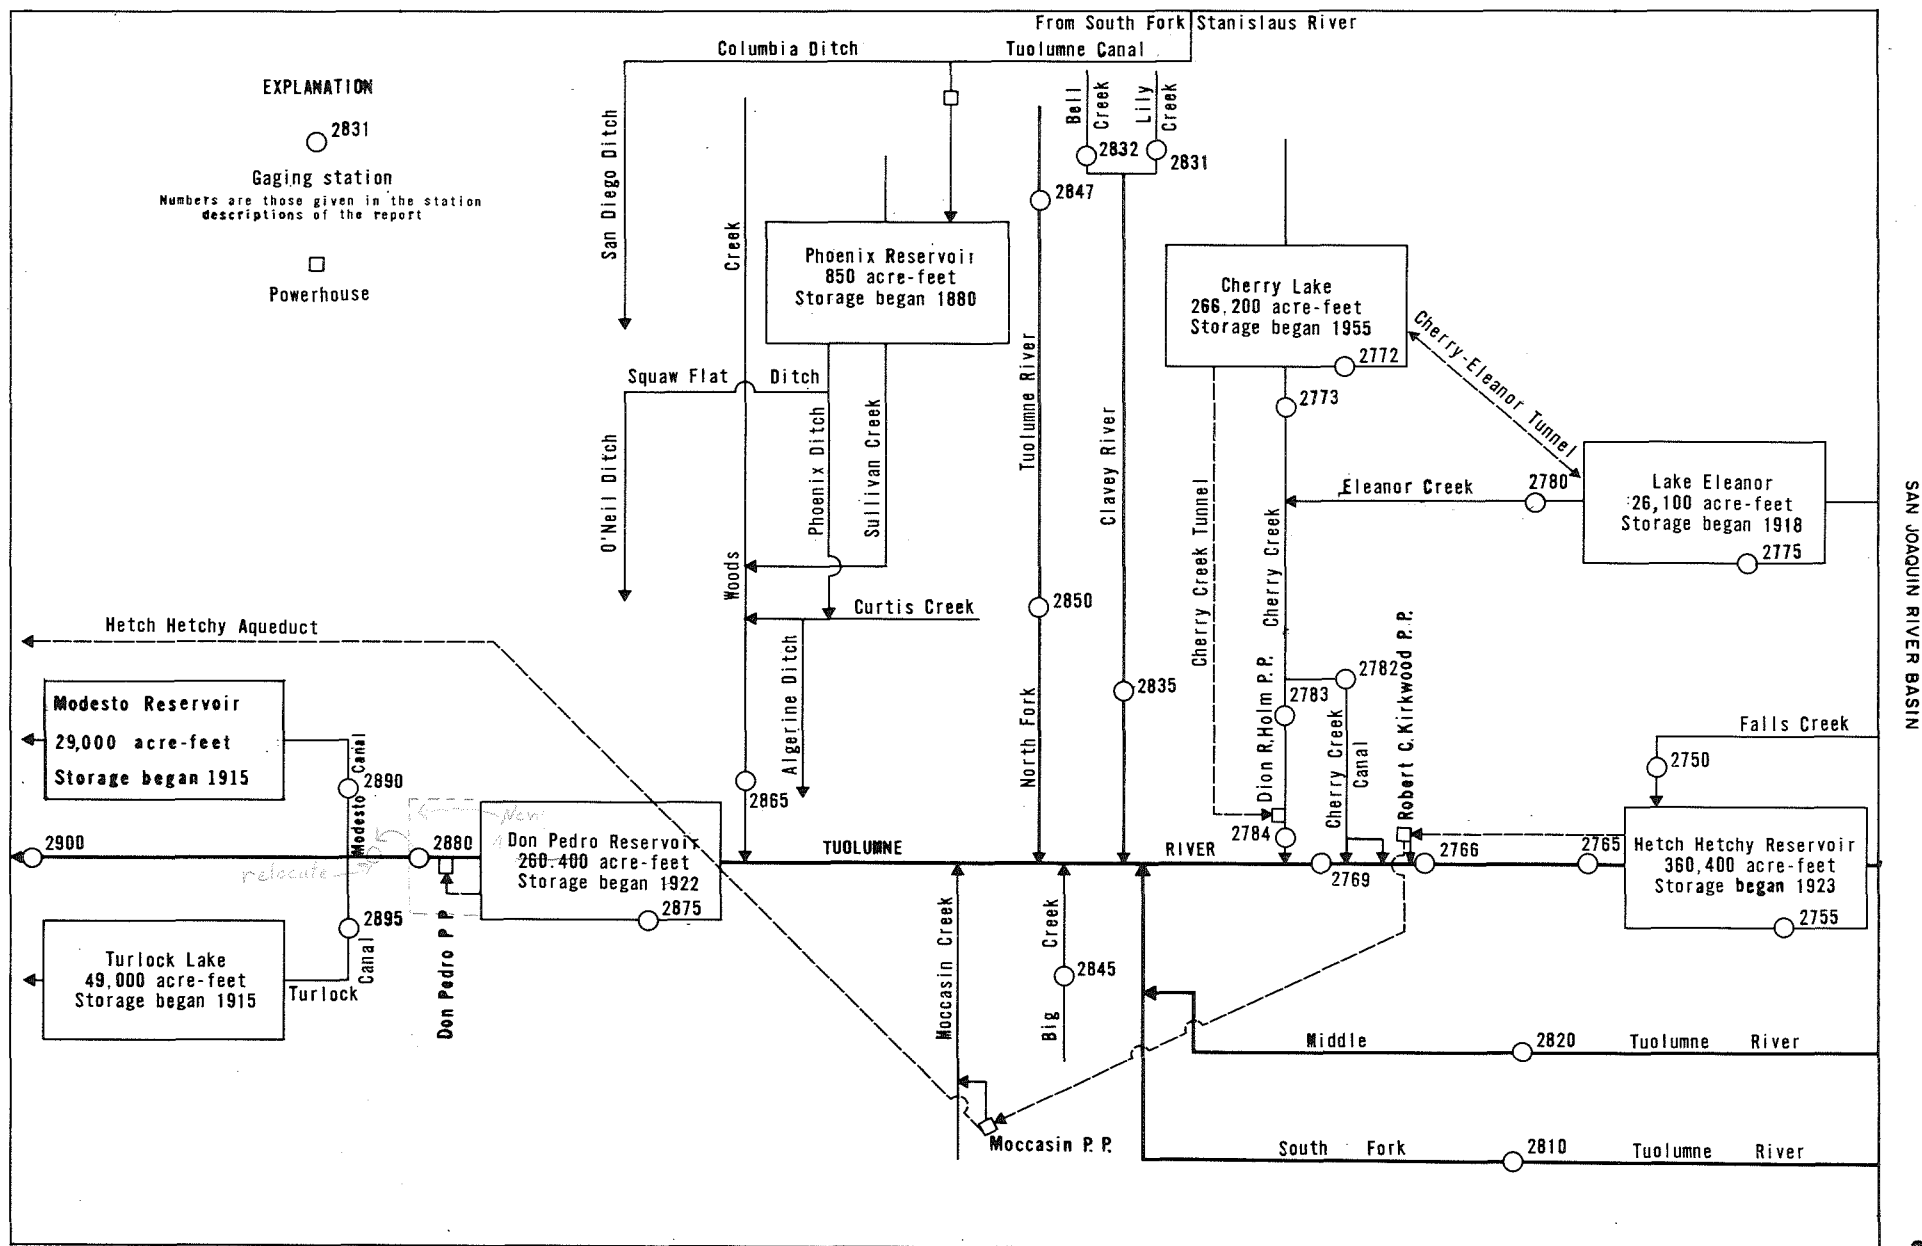 From South Fork Stanislaus River
Columbia Ditch
Tuolumne Canal
EXPLANATION
2831
Gaging station
Numbers are those given in the station
descriptions of the report
Powerhouse
San Diego Ditch
Creek
Woods
Bell
Creek
Lily
Creek
2832
2831
2847
Phoenix Reservoir
850 acre-feet
Storage began 1880
Cherry Lake
266,200 acre-feet
Storage began 1955
2772
2773
Cherry-Eleanor Tunnel
Squaw Flat Ditch
O'Neil Ditch
Phoenix Ditch
Sullivan Creek
Tuolumne River
North Fork
Clavey River
Cherry Creek Tunnel
Cherry Creek
Eleanor Creek
2780
Lake Eleanor
26,100 acre-feet
Storage began 1918
2775
SAN JOAQUIN RIVER BASIN
2850
Curtis Creek
Hetch Hetchy Aqueduct
Algerine Ditch
2835
Dion R. Holm P. P.
2782
2783
Cherry Creek
Canal
Robert C. Kirkwood P. P.
Falls Creek
2750
Modesto Reservoir
29,000 acre-feet
Storage began 1915
Modesto Canal
2890
2865
New
2900
relocate
2880
Don Pedro Reservoir
260,400 acre-feet
Storage began 1922
2875
TUOLUMNE
RIVER
2784
2769
2766
2765
Hetch Hetchy Reservoir
360,400 acre-feet
Storage began 1923
2755
2895
Turlock Lake
49,000 acre-feet
Storage began 1915
Turlock
Canal
Don Pedro P P
Moccasin Creek
Big Creek
2845
Middle
2820
Tuolumne River
Moccasin P. P.
South Fork
2810
Tuolumne River